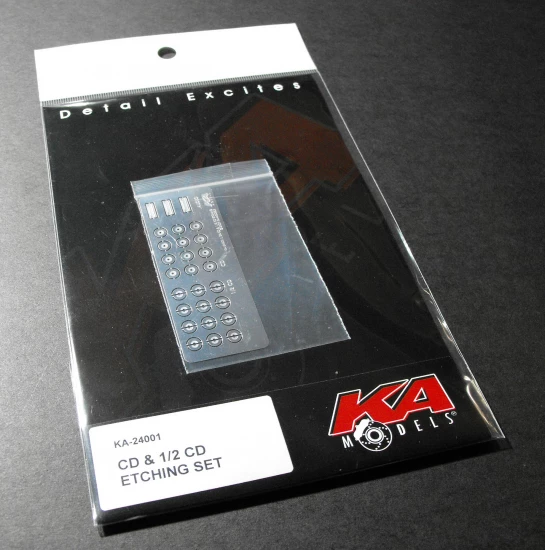 Detail Excites
KA
MODELS®
KA-24001
CD & 1/2 CD
ETCHING SET